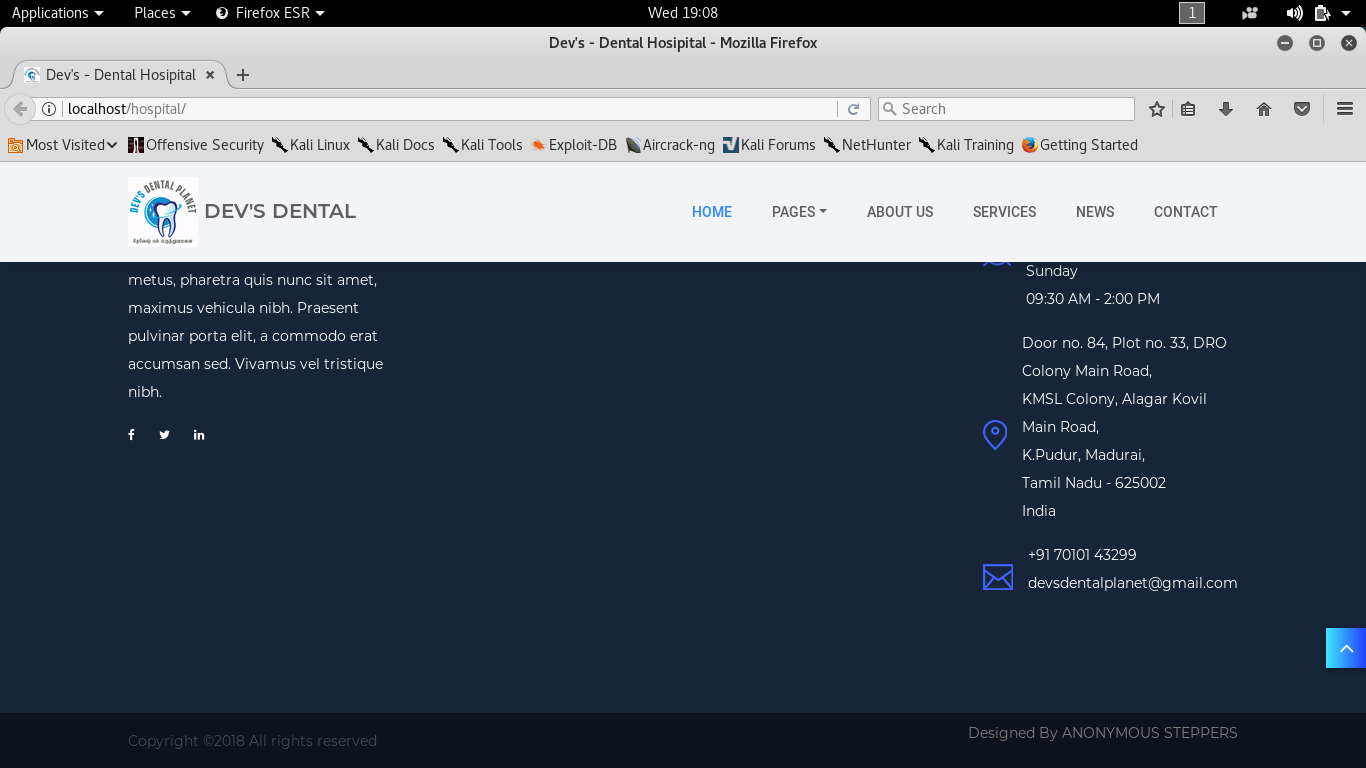 Applications Places Firefox ESR Wed 19:08 1
Dev's - Dental Hosipital - Mozilla Firefox
Dev's - Dental Hosipital
localhost/hospital/ Search
Most Visited Offensive Security Kali Linux Kali Docs Kali Tools Exploit-DB Aircrack-ng Kali Forums NetHunter Kali Training Getting Started
DEV'S DENTAL PLANET
DEV'S DENTAL HOME PAGES ABOUT US SERVICES NEWS CONTACT
metus, pharetra quis nunc sit amet,
maximus vehicula nibh. Praesent
pulvinar porta elit, a commodo erat
accumsan sed. Vivamus vel tristique
nibh.
Sunday
09:30 AM - 2:00 PM
Door no. 84, Plot no. 33, DRO
Colony Main Road,
KMSL Colony, Alagar Kovil
Main Road,
K.Pudur, Madurai,
Tamil Nadu - 625002
India
+91 70101 43299
devsdentalplanet@gmail.com
Copyright ©2018 All rights reserved
Designed By ANONYMOUS STEPPERS